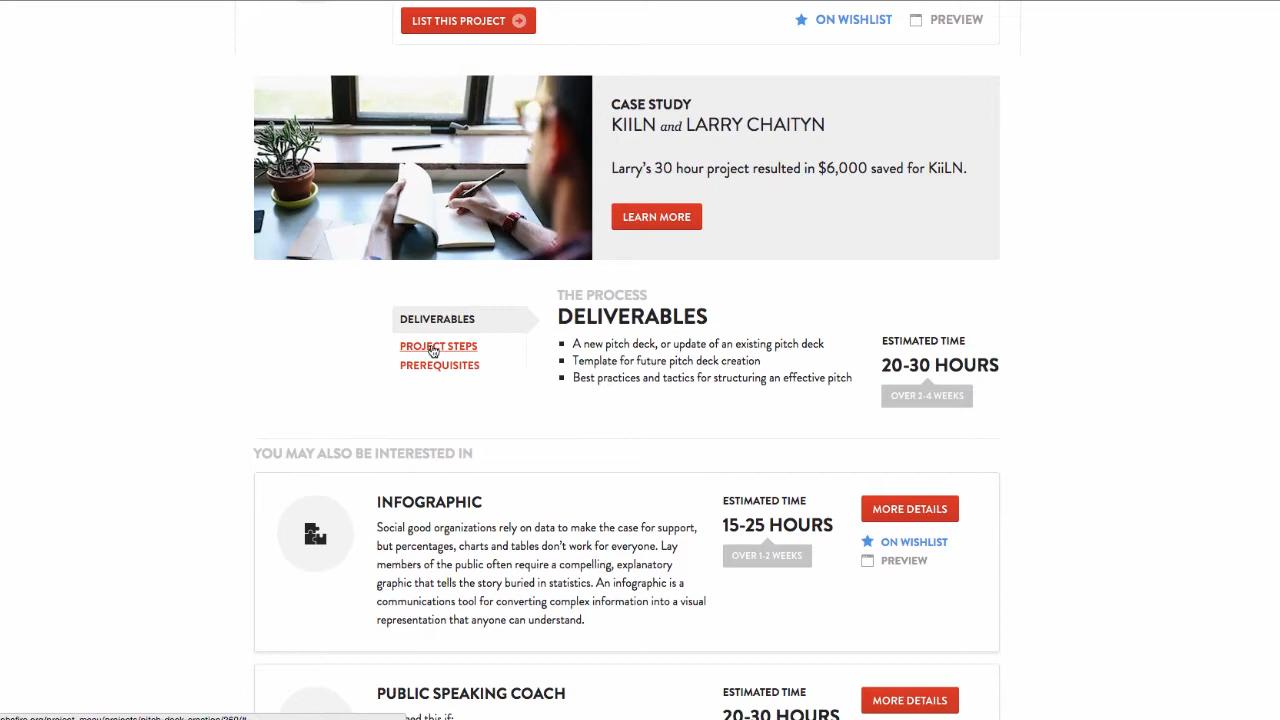 LIST THIS PROJECT
ON WISHLIST
PREVIEW
CASE STUDY
KIILN and LARRY CHAITYN
Larry's 30 hour project resulted in $6,000 saved for KiiLN.
LEARN MORE
DELIVERABLES
PROJECT STEPS
PREREQUISITES
THE PROCESS
DELIVERABLES
A new pitch deck, or update of an existing pitch deck
Template for future pitch deck creation
Best practices and tactics for structuring an effective pitch
ESTIMATED TIME
20-30 HOURS
OVER 2-4 WEEKS
YOU MAY ALSO BE INTERESTED IN
INFOGRAPHIC
Social good organizations rely on data to make the case for support,
but percentages, charts and tables don't work for everyone. Lay
members of the public often require a compelling, explanatory
graphic that tells the story buried in statistics. An infographic is a
communications tool for converting complex information into a visual
representation that anyone can understand.
ESTIMATED TIME
15-25 HOURS
OVER 1-2 WEEKS
MORE DETAILS
ON WISHLIST
PREVIEW
PUBLIC SPEAKING COACH
this if:
ESTIMATED TIME
20-30 HOURS
MORE DETAILS